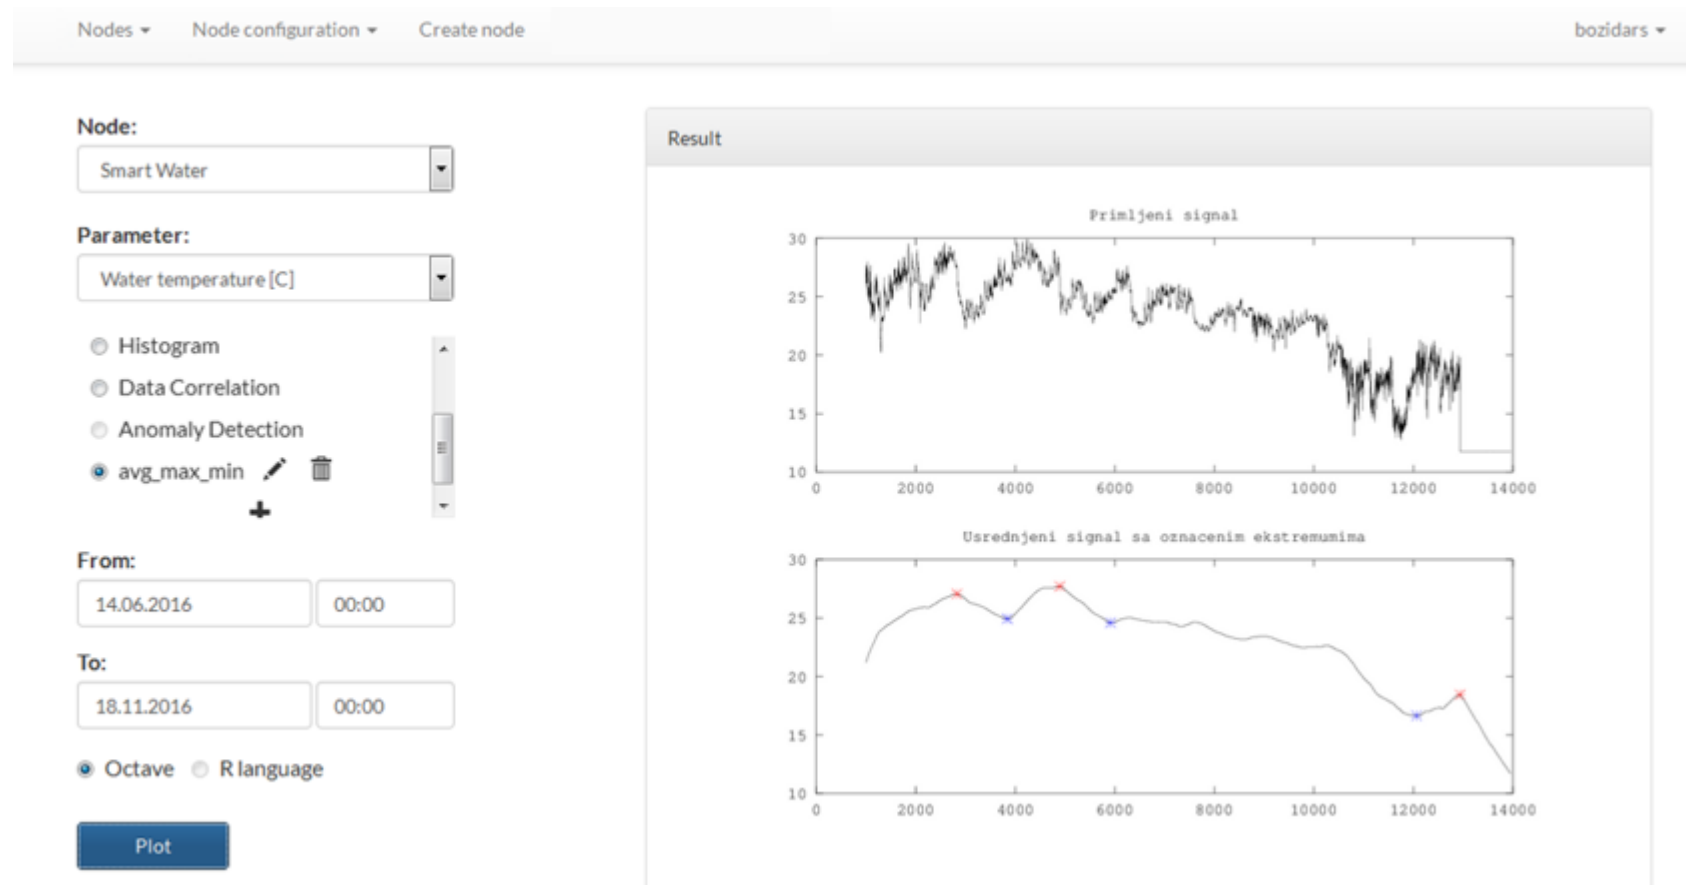 Nodes Node configuration Create node bozidars
Node:
Smart Water
Parameter:
Water temperature [C]
Histogram
Data Correlation
Anomaly Detection
avg_max_min
From:
14.06.2016 00:00
To:
18.11.2016 00:00
Octave R language
Plot
Result
Primljeni signal
30
25
20
15
10
0 2000 4000 6000 8000 10000 12000 14000
Usrednjeni signal sa oznacenim ekstremumima
30
25
20
15
10
0 2000 4000 6000 8000 10000 12000 14000